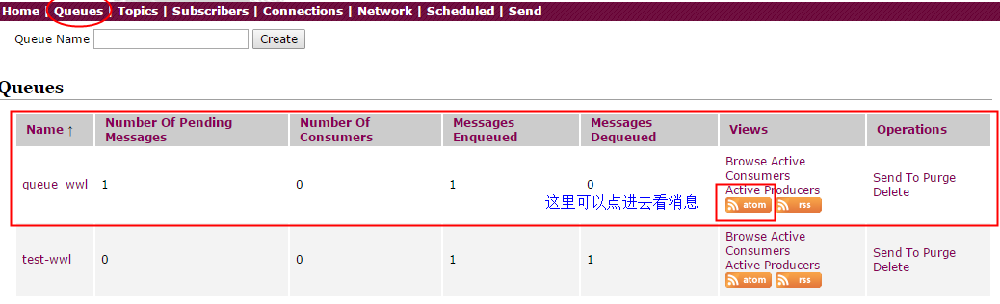 Home | Queues | Topics | Subscribers | Connections | Network | Scheduled | Send
Queue Name Create
Queues
Name ↑ Number Of Pending Messages Number Of Consumers Messages Enqueued Messages Dequeued Views Operations
queue_wwl 1 0 1 0 Browse Active Consumers
Active Producers
atom rss Send To Purge
Delete
这里可以点进去看消息
test-wwl 0 0 1 1 Browse Active Consumers
Active Producers
atom rss Send To Purge
Delete